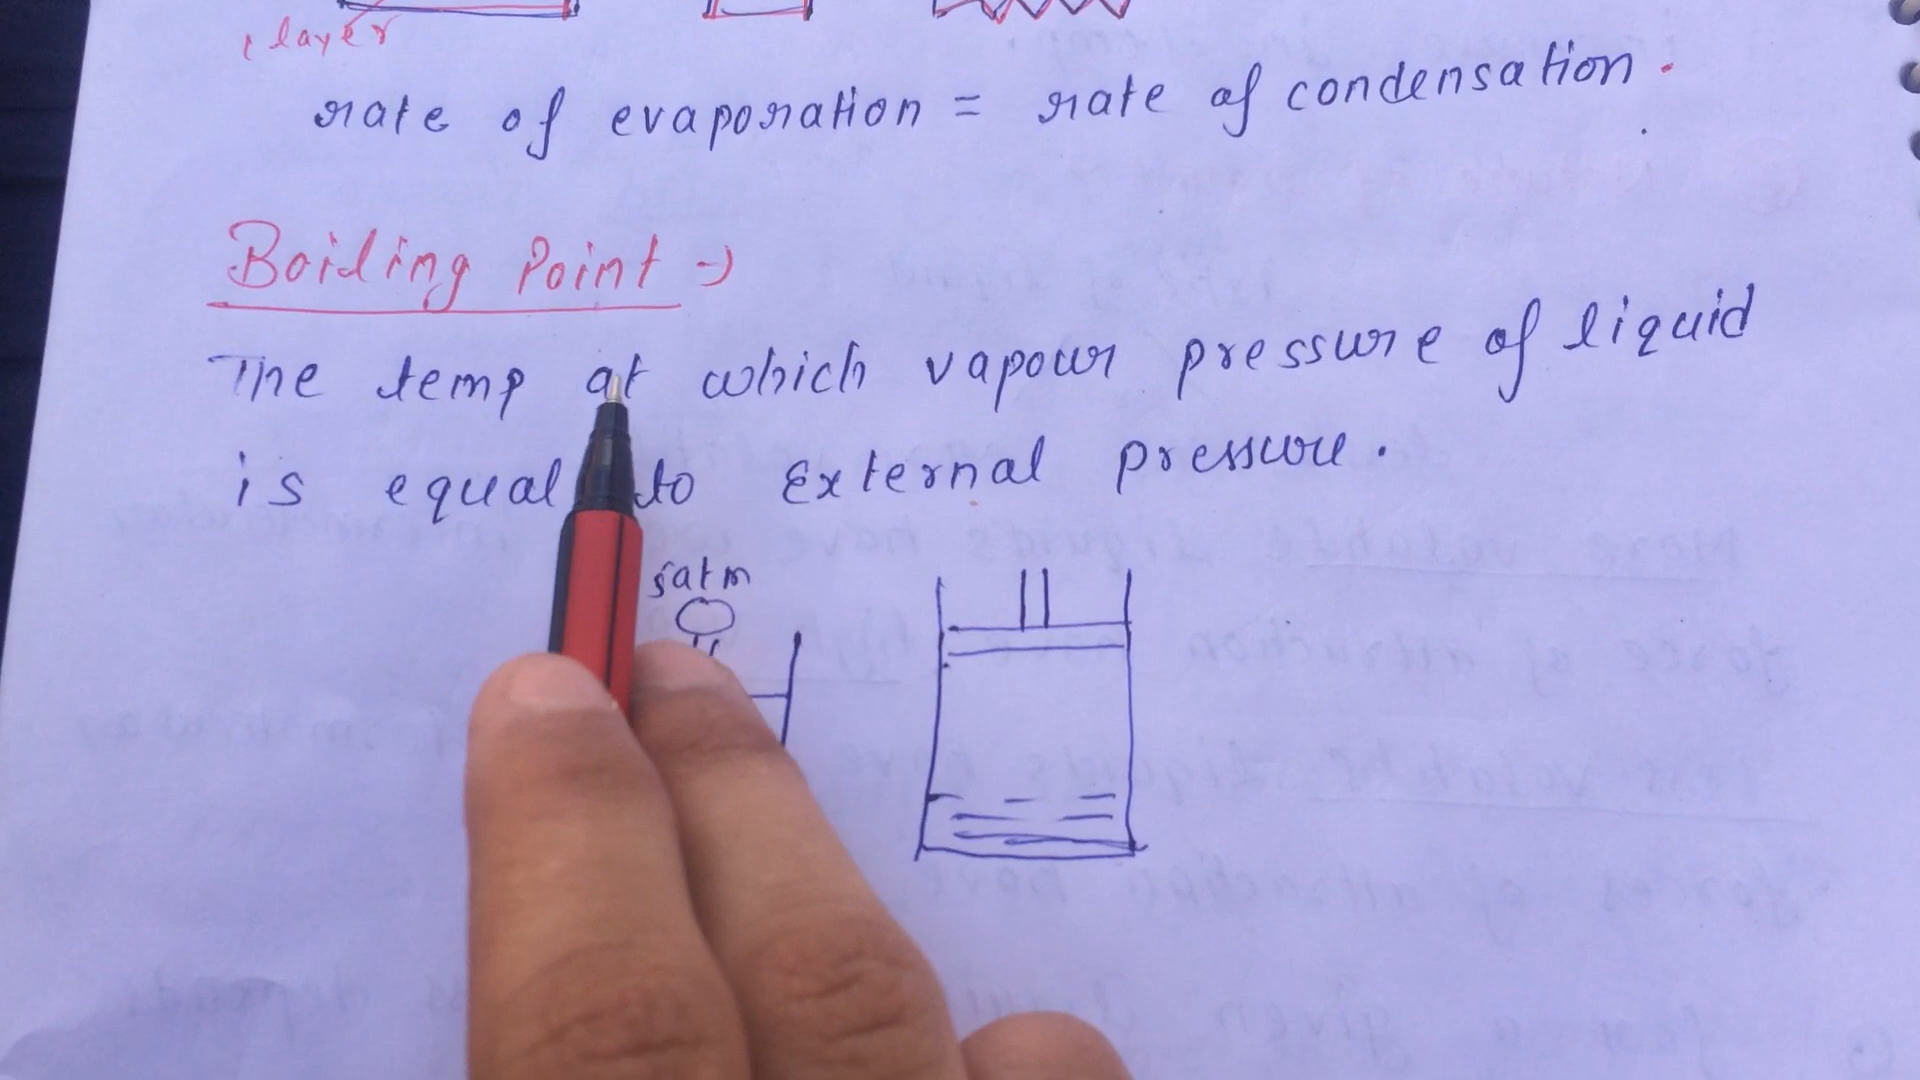 layer
rate of evaporation = rate of condensation.
Boiling Point →
The temp at which vapour pressure of liquid
is equal to External pressure.
5atm